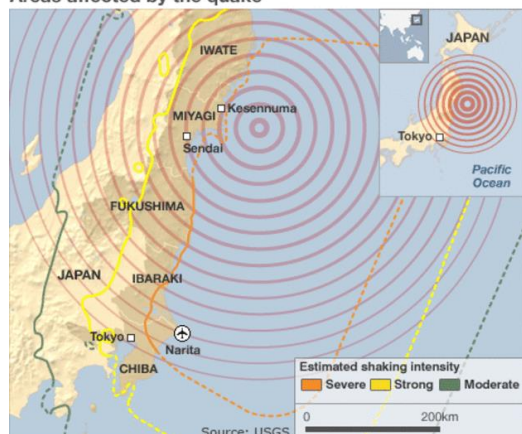 Areas affected by the quake
IWATE
MIYAGI
Kesennuma
Sendai
FUKUSHIMA
JAPAN
IBARAKI
Tokyo
Narita
CHIBA
JAPAN
Tokyo
Pacific
Ocean
Estimated shaking intensity
Severe Strong Moderate
0 200km
Source: USGS